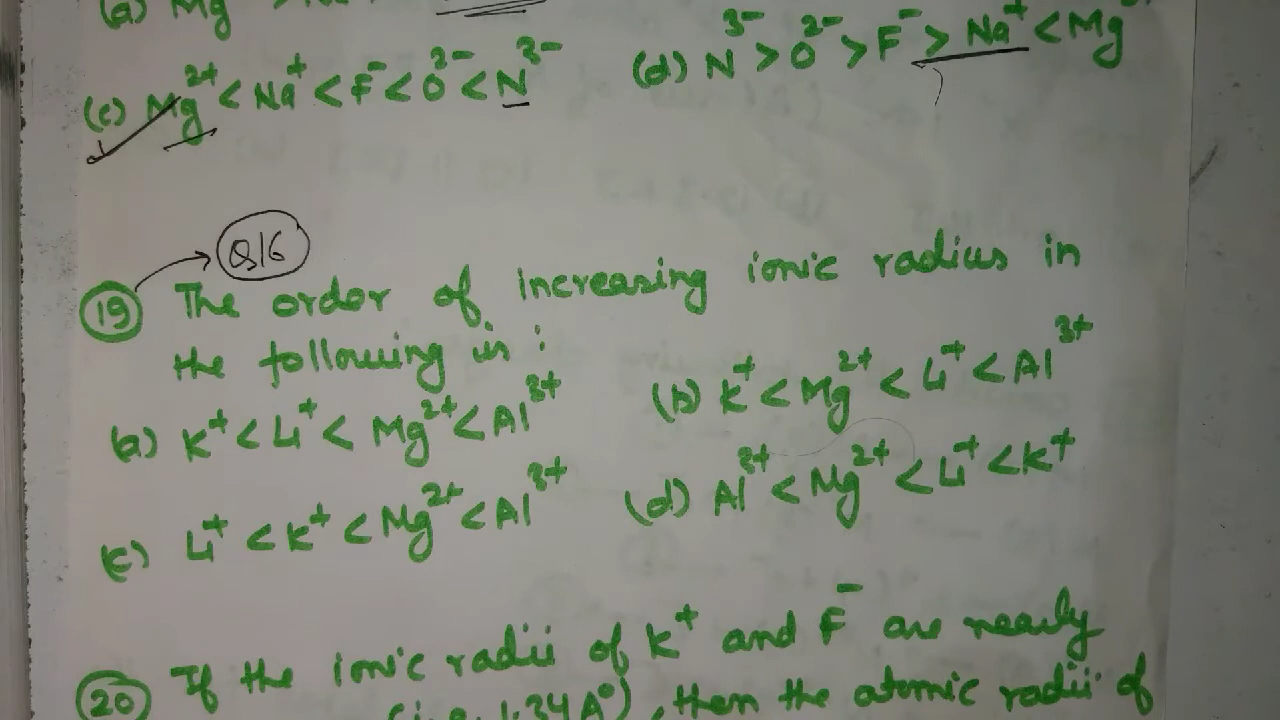 (a) Mg
(c) Mg²⁺ < Na⁺ < F⁻ < O²⁻ < N³⁻ (d) N³⁻ > O²⁻ > F⁻ > Na⁺ < Mg
Q16
19 The order of increasing ionic radius in
the following is :
(a) K⁺ < Li⁺ < Mg²⁺ < Al³⁺ (b) K⁺ < Mg²⁺ < Li⁺ < Al³⁺
(c) Li⁺ < K⁺ < Mg²⁺ < Al³⁺ (d) Al³⁺ < Mg²⁺ < Li⁺ < K⁺
20 If the ionic radii of K⁺ and F⁻ are nearly
(i.e. 1.34 A°), then the atomic radii of